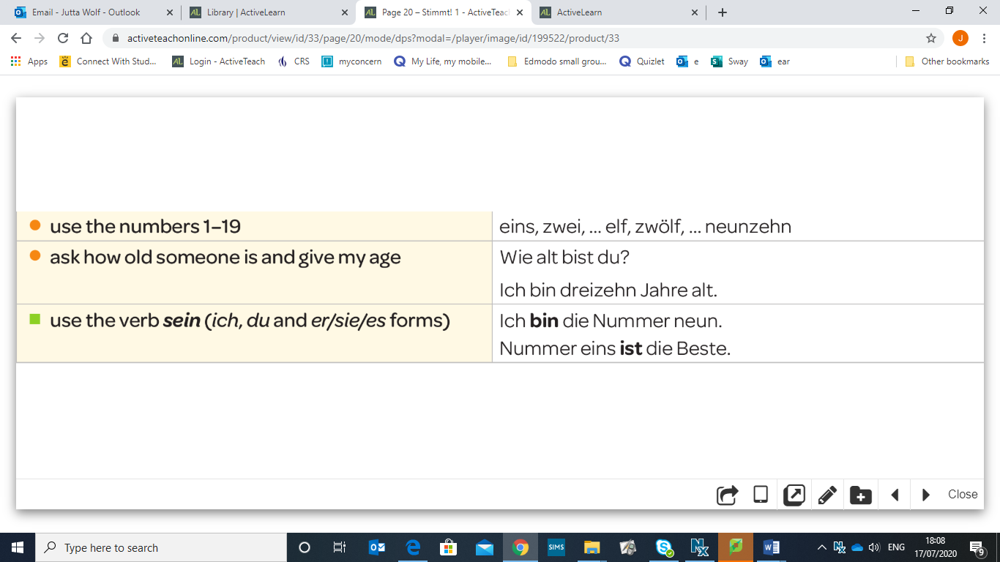 Email - Jutta Wolf - Outlook
Library | ActiveLearn
Page 20 – Stimmt! 1 - ActiveTeac
ActiveLearn
activeteachonline.com/product/view/id/33/page/20/mode/dps?modal=/player/image/id/199522/product/33
J
Apps
Connect With Stud...
Login - ActiveTeach
CRS
myconcern
My Life, my mobile...
Edmodo small grou...
Quizlet
e
Sway
ear
Other bookmarks
use the numbers 1–19
eins, zwei, ... elf, zwölf, ... neunzehn
ask how old someone is and give my age
Wie alt bist du?
Ich bin dreizehn Jahre alt.
use the verb sein (ich, du and er/sie/es forms)
Ich bin die Nummer neun.
Nummer eins ist die Beste.
Close
Type here to search
SIMS
ENG
18:08
17/07/2020
9